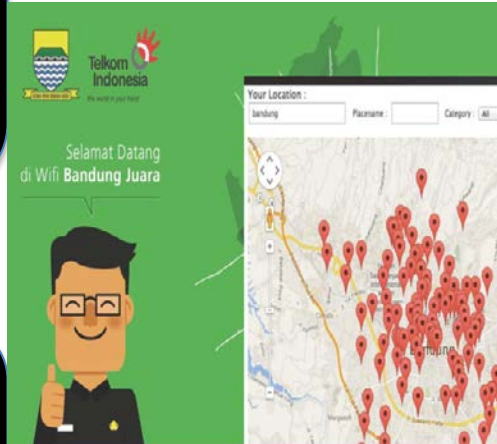 Telkom
Indonesia
the world in your hand
Selamat Datang
di Wifi Bandung Juara
Your Location :
bandung
Placename :
Category :
All
Bandung